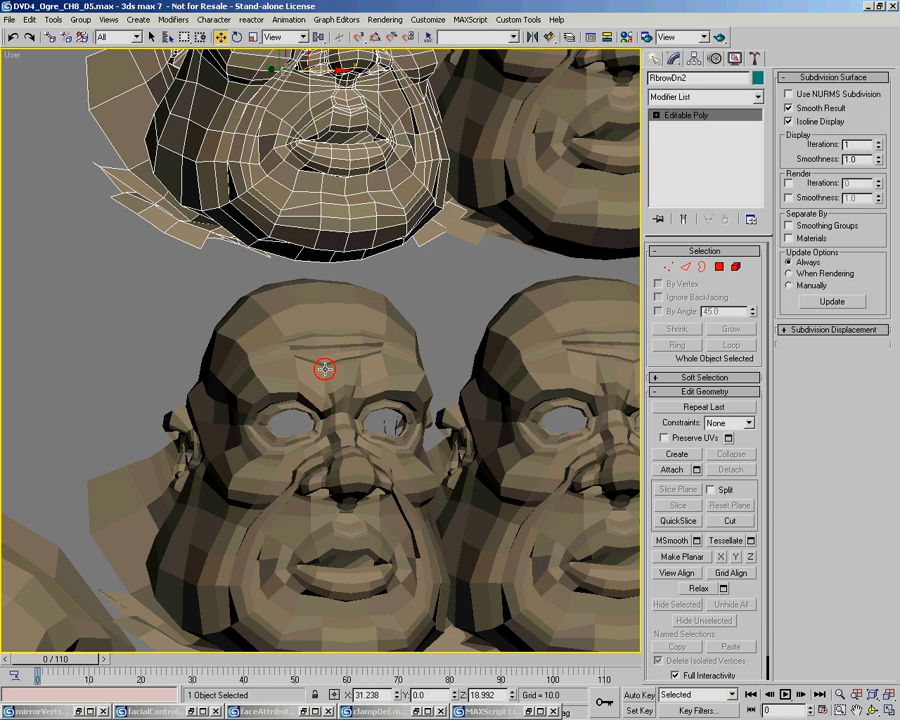 DVD4_Ogre_CH8_05.max - 3ds max 7 - Not for Resale - Stand-alone License
File Edit Tools Group Views Create Modifiers Character reactor Animation Graph Editors Rendering Customize MAXScript Help
All View View
User
RbrowDn2
Modifier List
Editable Poly
- Selection
By Vertex
Ignore Backfacing
By Angle: 45.0
Shrink Grow
Ring Loop
Whole Object Selected
+ Soft Selection
- Edit Geometry
Repeat Last
Constraints: None
Preserve UVs
Create Collapse
Attach Detach
Slice Plane Split
Slice Reset Plane
QuickSlice Cut
MSmooth Tessellate
Make Planar X Y Z
View Align Grid Align
Relax
Hide Selected Unhide All
Hide Unselected
Named Selections:
Copy Paste
Delete Isolated Vertices
Full Interactivity
- Subdivision Surface
Use NURMS Subdivision
Smooth Result
Isoline Display
Display
Iterations: 1
Smoothness: 1.0
Render
Iterations: 0
Smoothness: 1.0
Separate By
Smoothing Groups
Materials
Update Options
Always
When Rendering
Manually
Update
+ Subdivision Displacement
0 / 110
0 10 20 30 40 50 60 70 80 90 100 110
1 Object Selected X: 31.238 Y: 0.0 Z: 18.992 Grid = 10.0 Auto Key Selected
Set Key Key Filters... 0
mirrorVerts... facialControl... faceAttribut... clampDef.m... MAXScript Li...